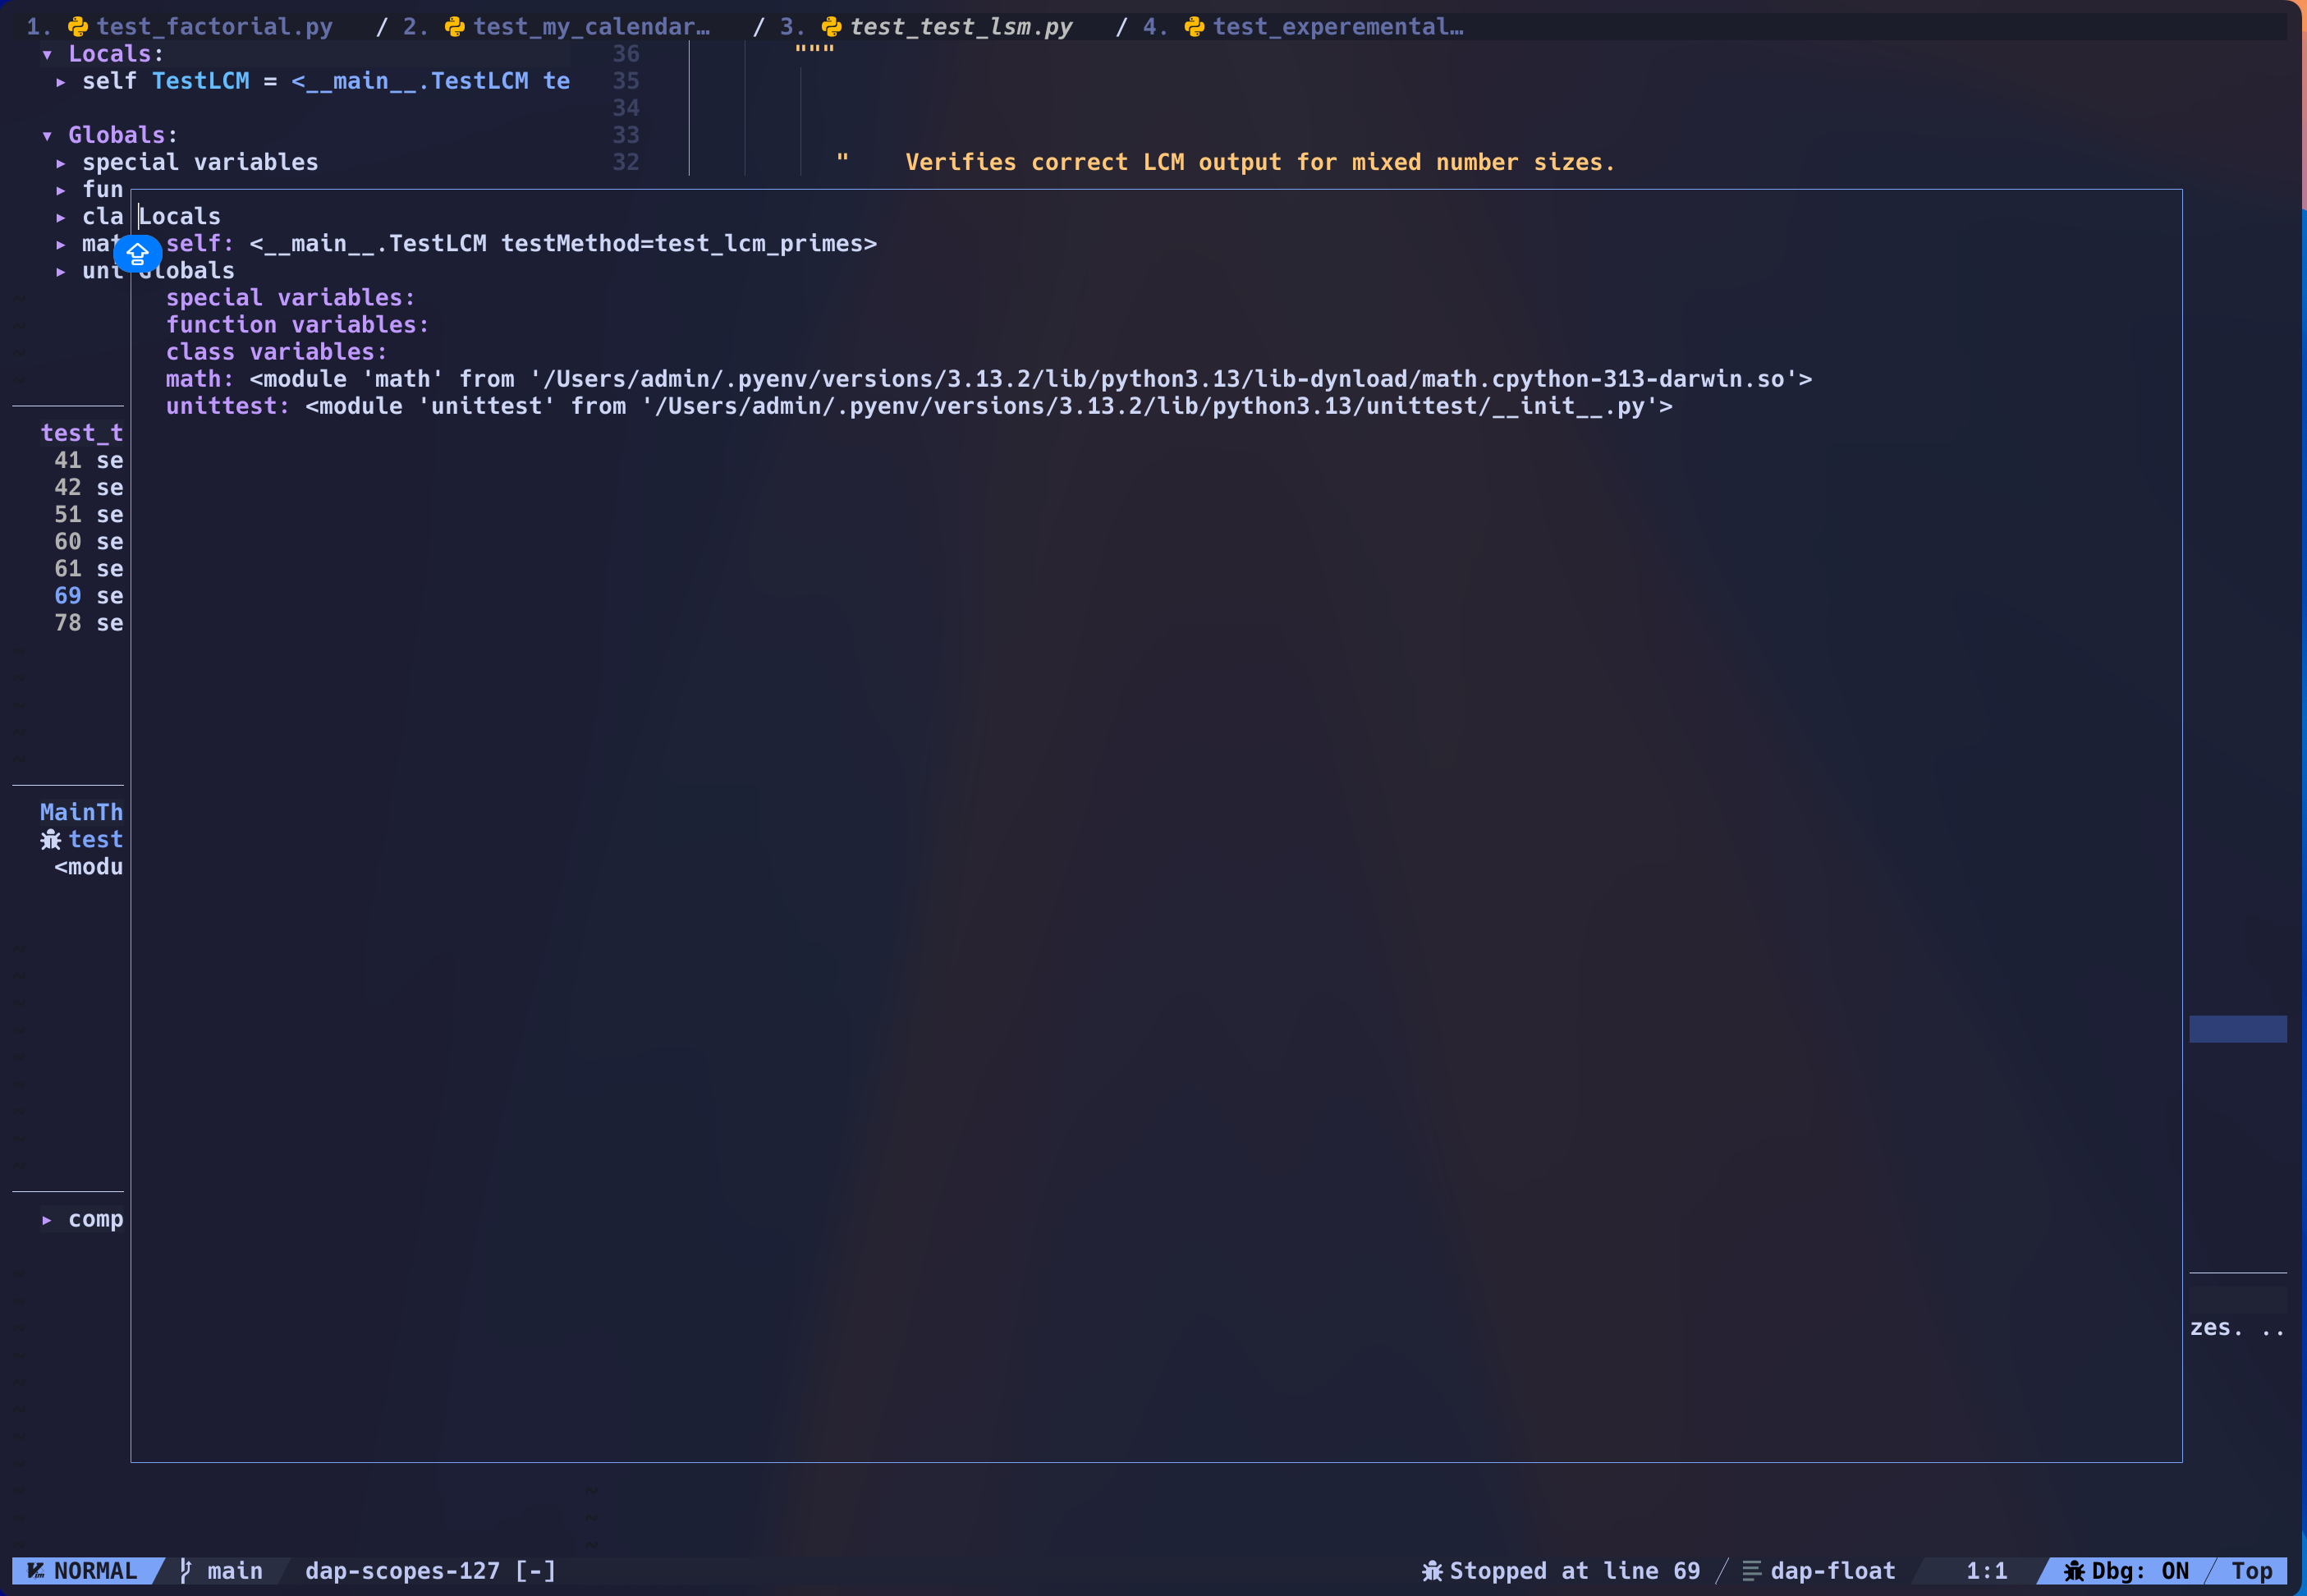 1. test_factorial.py / 2. test_my_calendar… / 3. test_test_lsm.py / 4. test_experemental…
▾ Locals:
▸ self TestLCM = <__main__.TestLCM te
▾ Globals:
▸ special variables
▸ fun
▸ cla
▸ mat
▸ uni
36 """
35
34
33
32 " Verifies correct LCM output for mixed number sizes.
Locals
self: <__main__.TestLCM testMethod=test_lcm_primes>
Globals
special variables:
function variables:
class variables:
math: <module 'math' from '/Users/admin/.pyenv/versions/3.13.2/lib/python3.13/lib-dynload/math.cpython-313-darwin.so'>
unittest: <module 'unittest' from '/Users/admin/.pyenv/versions/3.13.2/lib/python3.13/unittest/__init__.py'>
test_t
41 se
42 se
51 se
60 se
61 se
69 se
78 se
MainTh
test
<modu
▸ comp
zes. ..
~
~
~
NORMAL main dap-scopes-127 [-] Stopped at line 69 / dap-float 1:1 Dbg: ON / Top